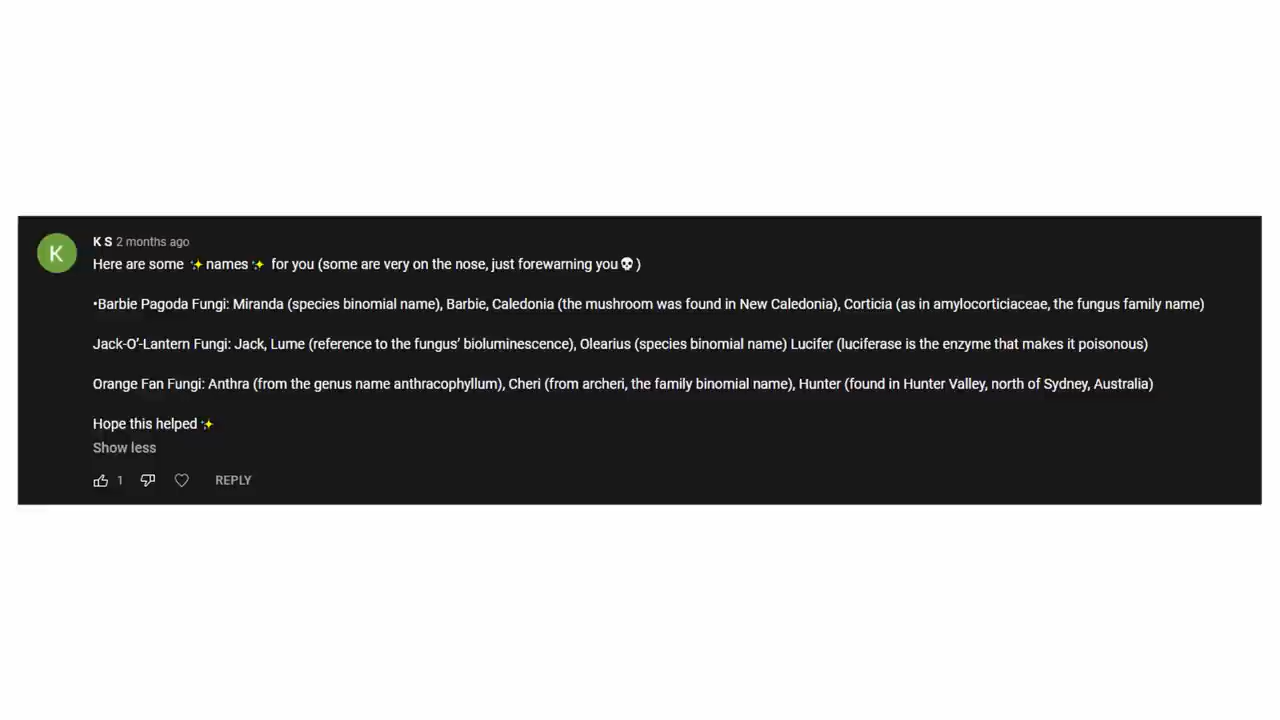 K
K S 2 months ago
Here are some ✨names✨ for you (some are very on the nose, just forewarning you💀)
•Barbie Pagoda Fungi: Miranda (species binomial name), Barbie, Caledonia (the mushroom was found in New Caledonia), Corticia (as in amylocorticiaceae, the fungus family name)
Jack-O’-Lantern Fungi: Jack, Lume (reference to the fungus’ bioluminescence), Olearius (species binomial name) Lucifer (luciferase is the enzyme that makes it poisonous)
Orange Fan Fungi: Anthra (from the genus name anthracophyllum), Cheri (from archeri, the family binomial name), Hunter (found in Hunter Valley, north of Sydney, Australia)
Hope this helped✨
Show less
1 REPLY